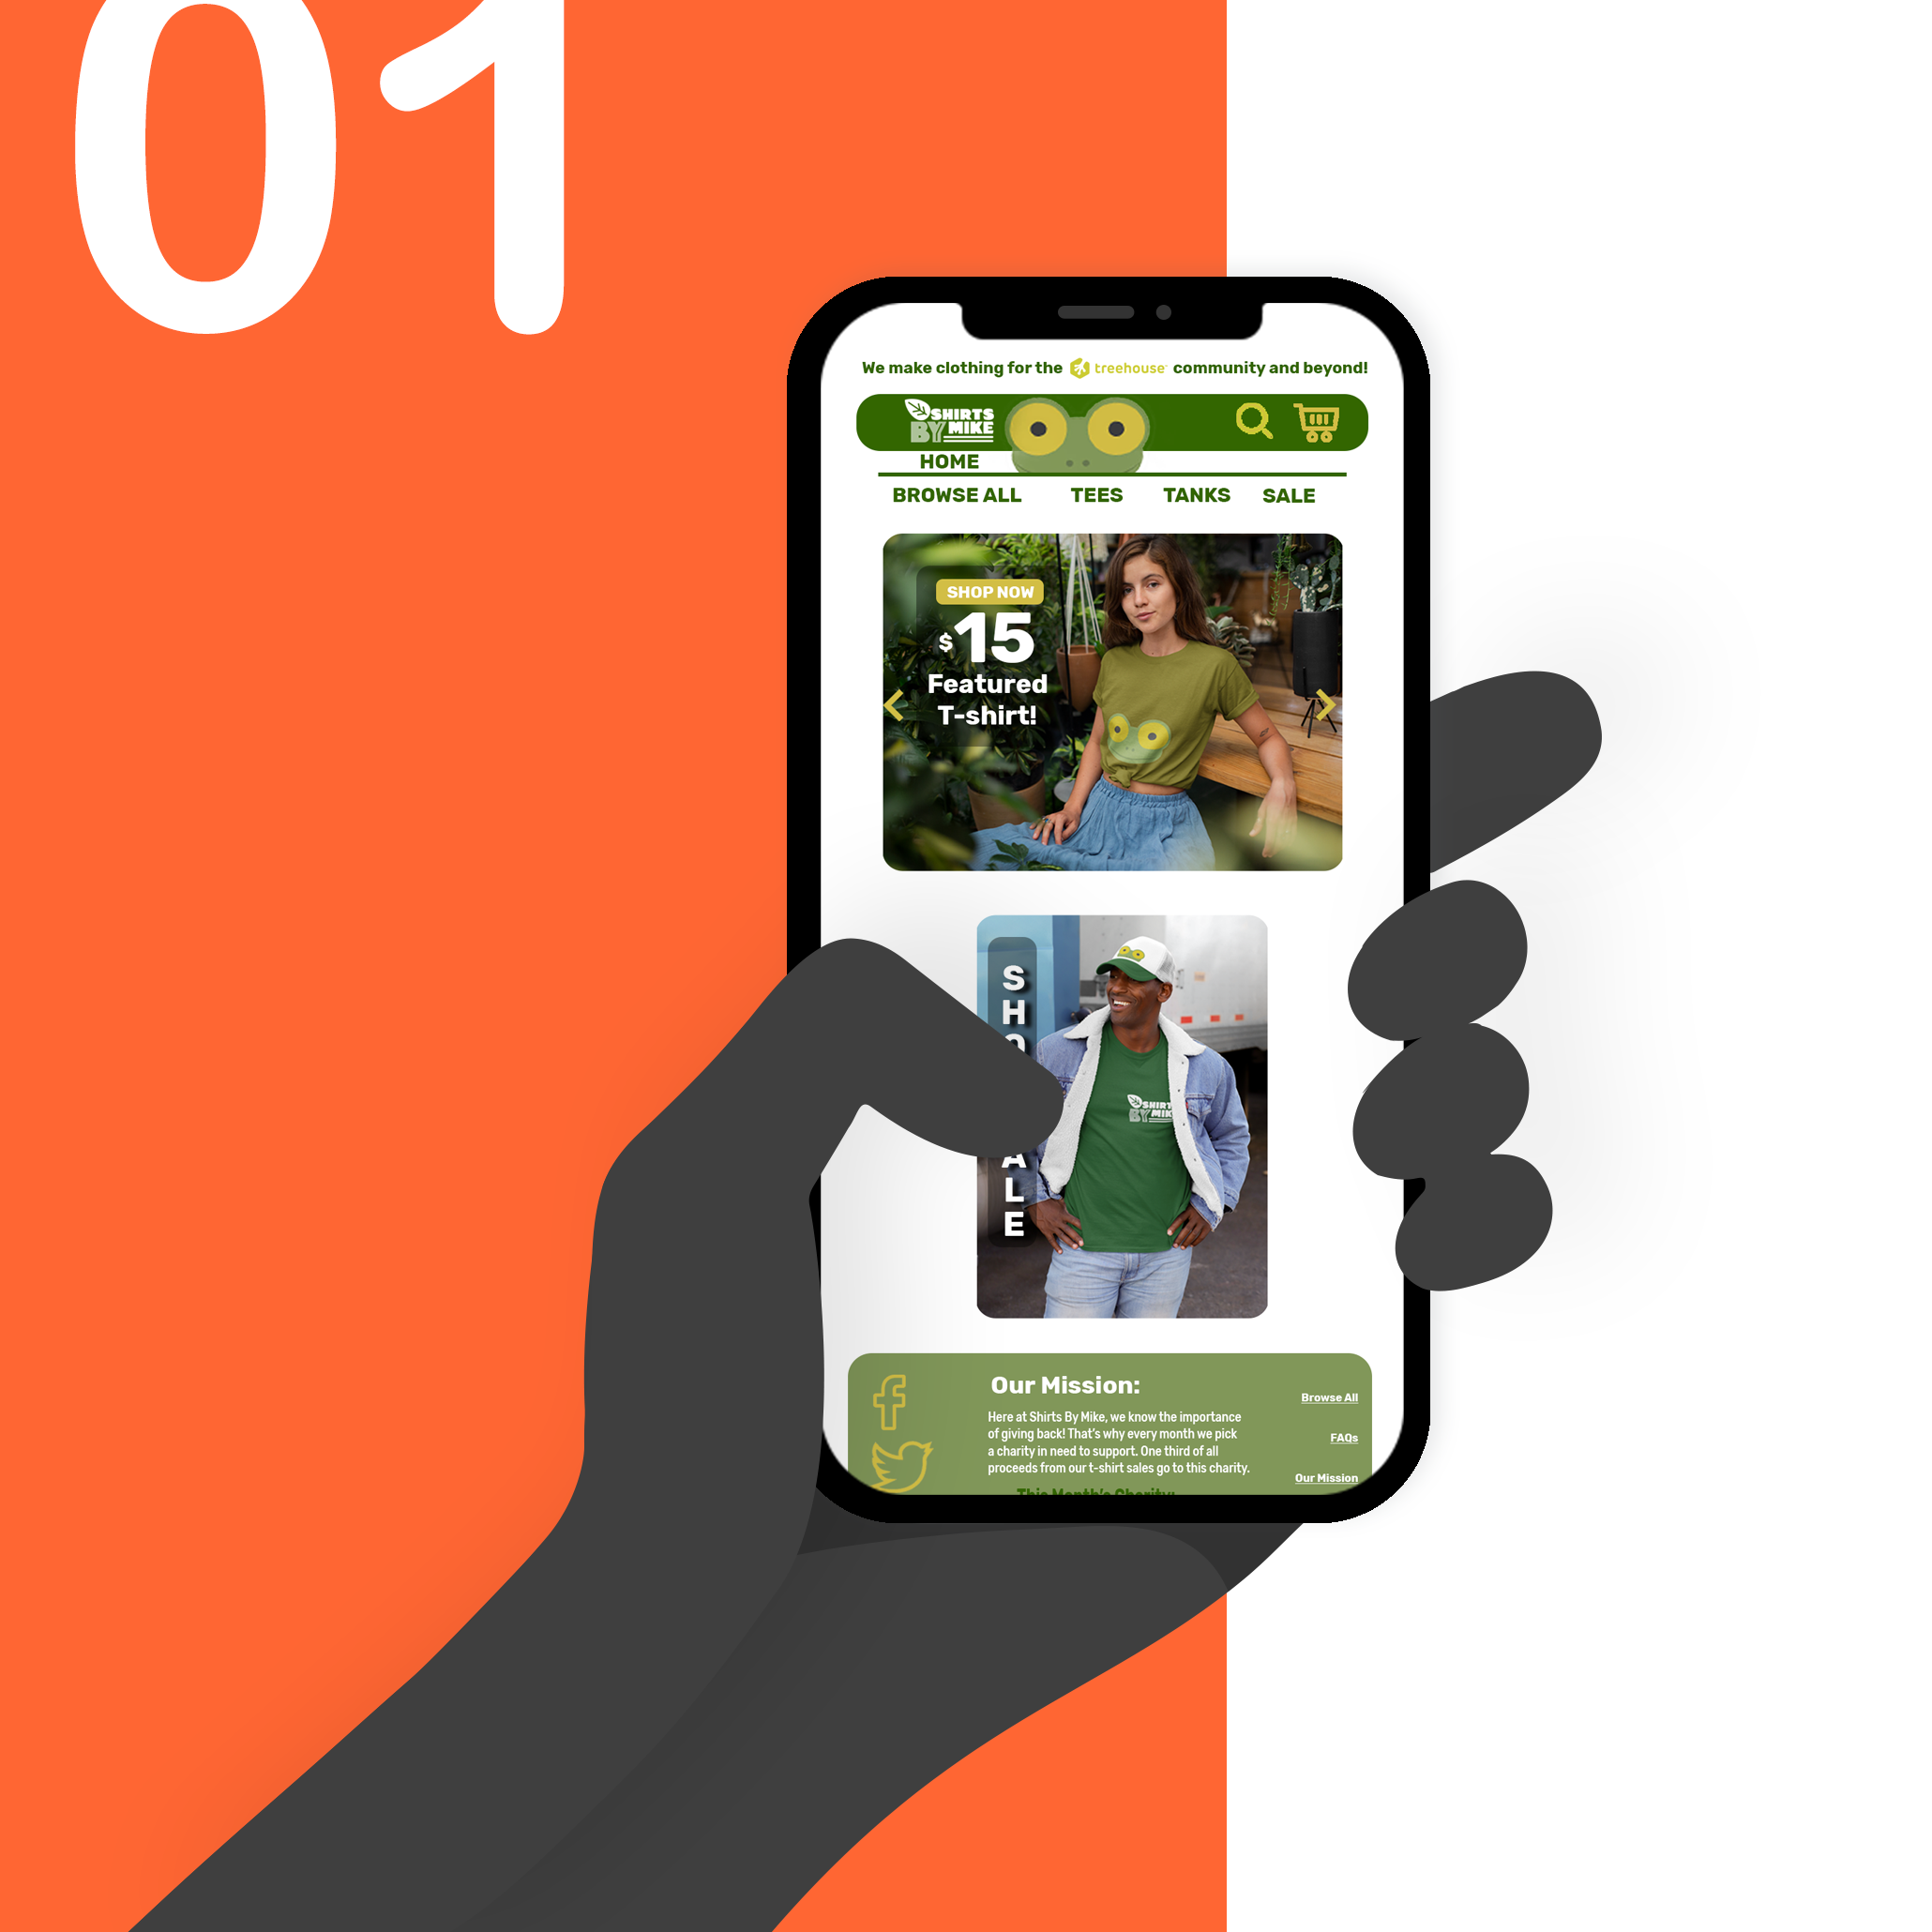 01
We make clothing for the treehouse community and beyond!
SHIRTS
BY MIKE
HOME
BROWSE ALL TEES TANKS SALE
SHOP NOW
$15
Featured
T-shirt!
S
H
A
L
E
SHIRTS
BY MIKE
Our Mission:
Here at Shirts By Mike, we know the importance
of giving back! That's why every month we pick
a charity in need to support. One third of all
proceeds from our t-shirt sales go to this charity.
This Month's Charity:
Browse All
FAQs
Our Mission